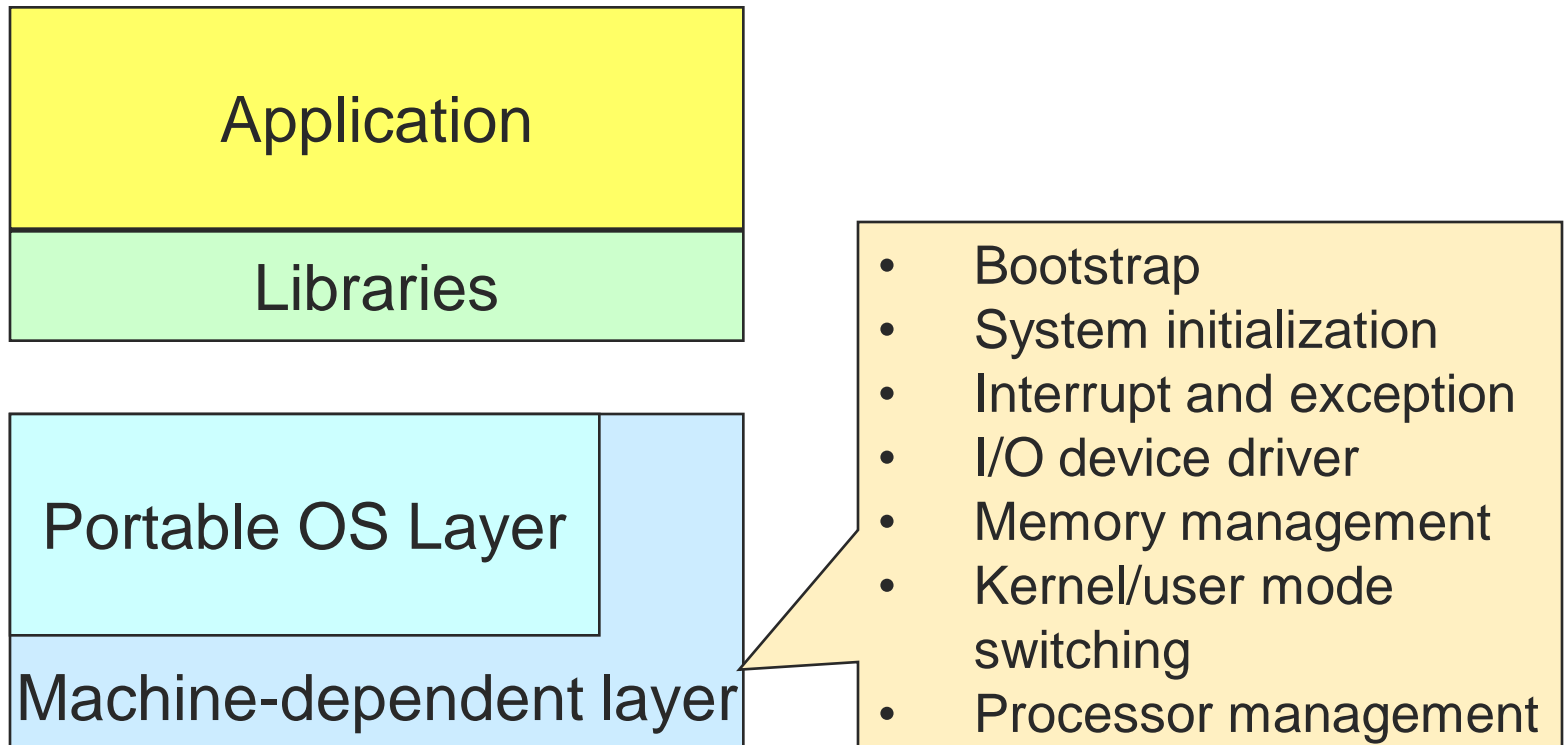 Application
Libraries
Portable OS Layer
Machine-dependent layer
• Bootstrap
• System initialization
• Interrupt and exception
• I/O device driver
• Memory management
• Kernel/user mode
switching
• Processor management